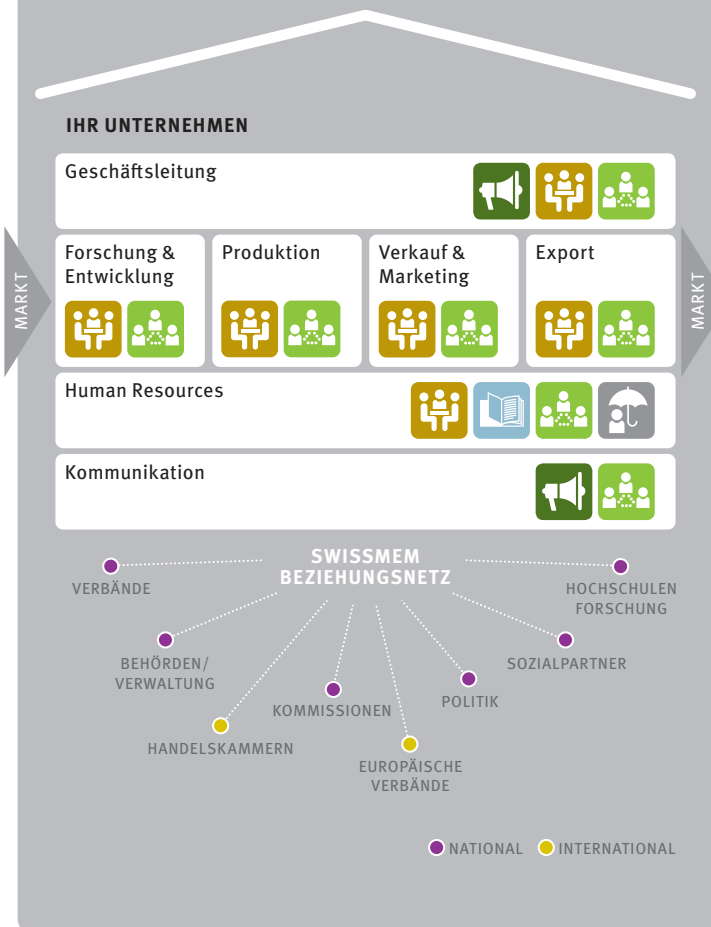 IHR UNTERNEHMEN
Geschäftsleitung
MARKT
Forschung &
Entwicklung
Produktion
Verkauf &
Marketing
Export
MARKT
Human Resources
Kommunikation
SWISSMEM
BEZIEHUNGSNETZ
VERBÄNDE
HOCHSCHULEN
FORSCHUNG
BEHÖRDEN/
VERWALTUNG
SOZIALPARTNER
KOMMISSIONEN
POLITIK
HANDELSKAMMERN
EUROPÄISCHE
VERBÄNDE
NATIONAL
INTERNATIONAL